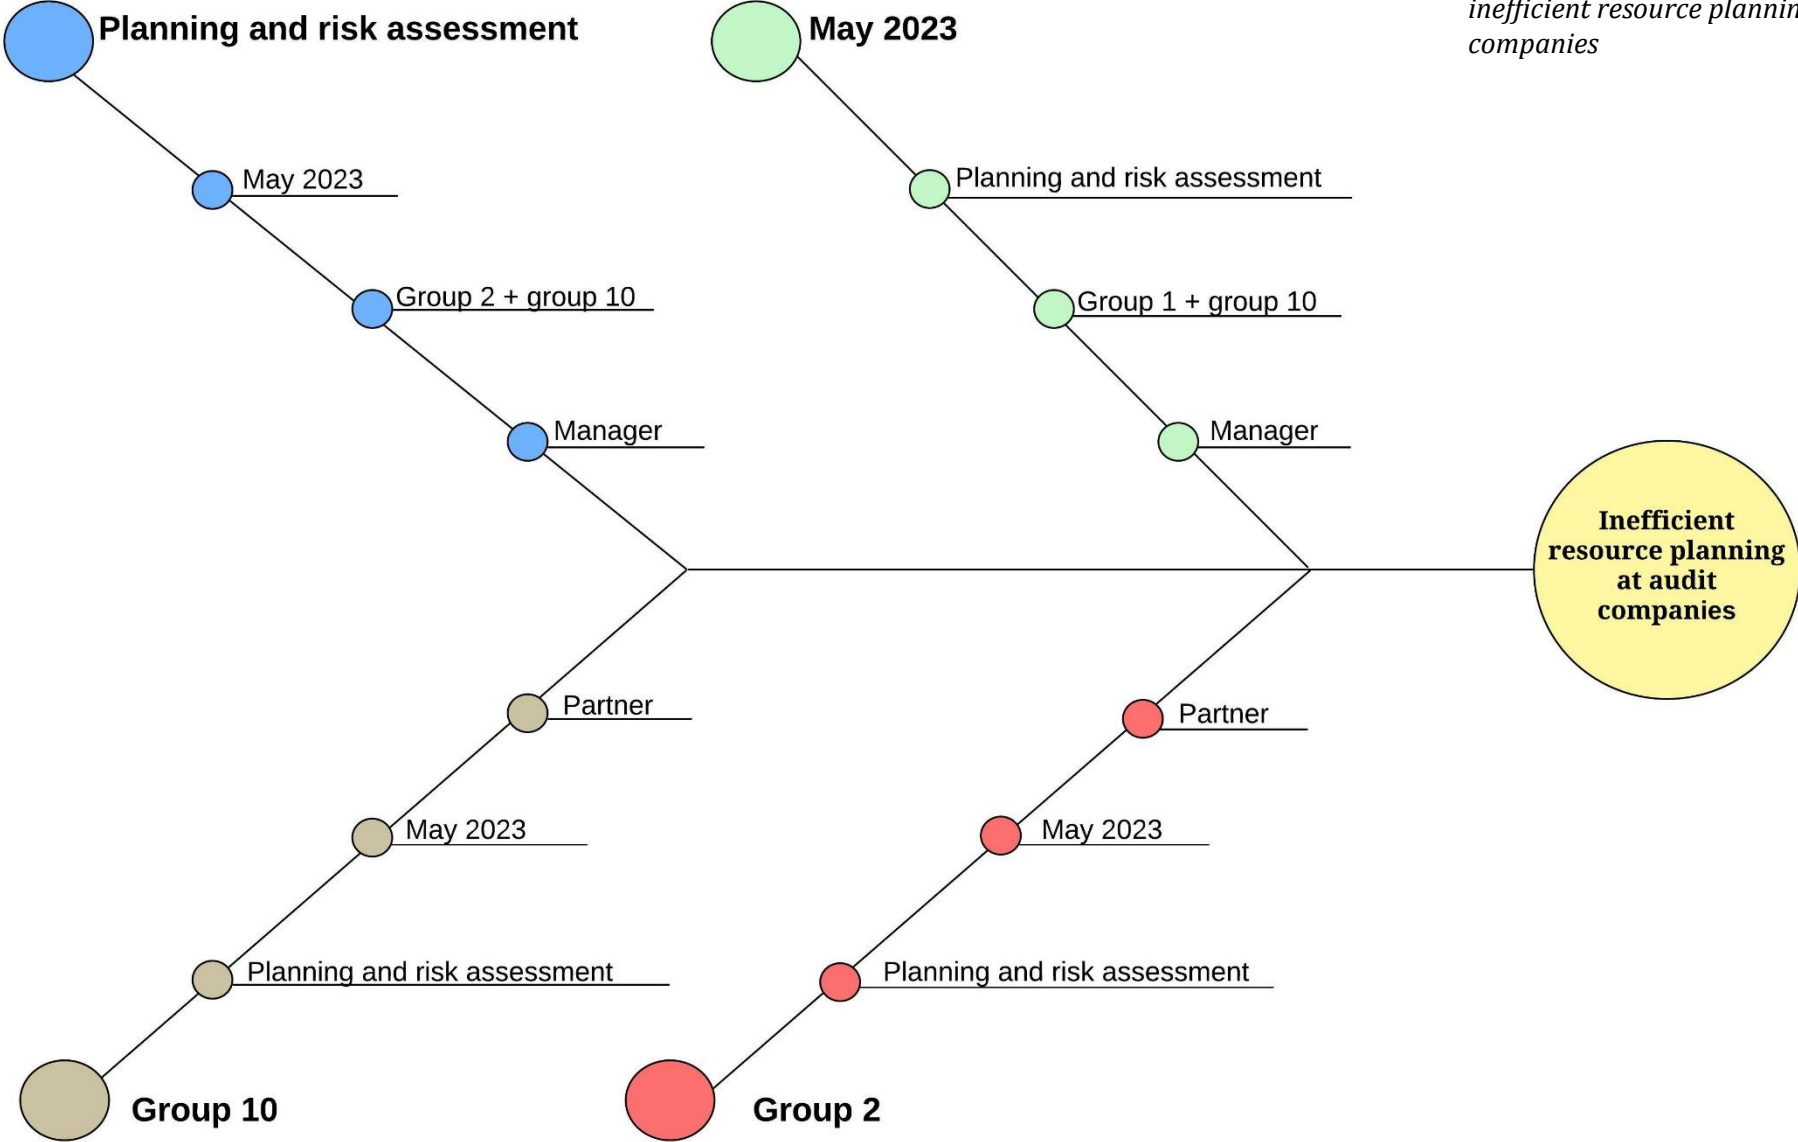 Planning and risk assessment
May 2023
inefficient resource
companies
May 2023
Planning and risk assessment
Group 2 + group 10
Group 1 + group 10
Manager
Manager
Inefficient
resource planning
at audit
companies
Partner
Partner
May 2023
May 2023
Planning and risk assessment
Planning and risk assessment
Group 10
Group 2